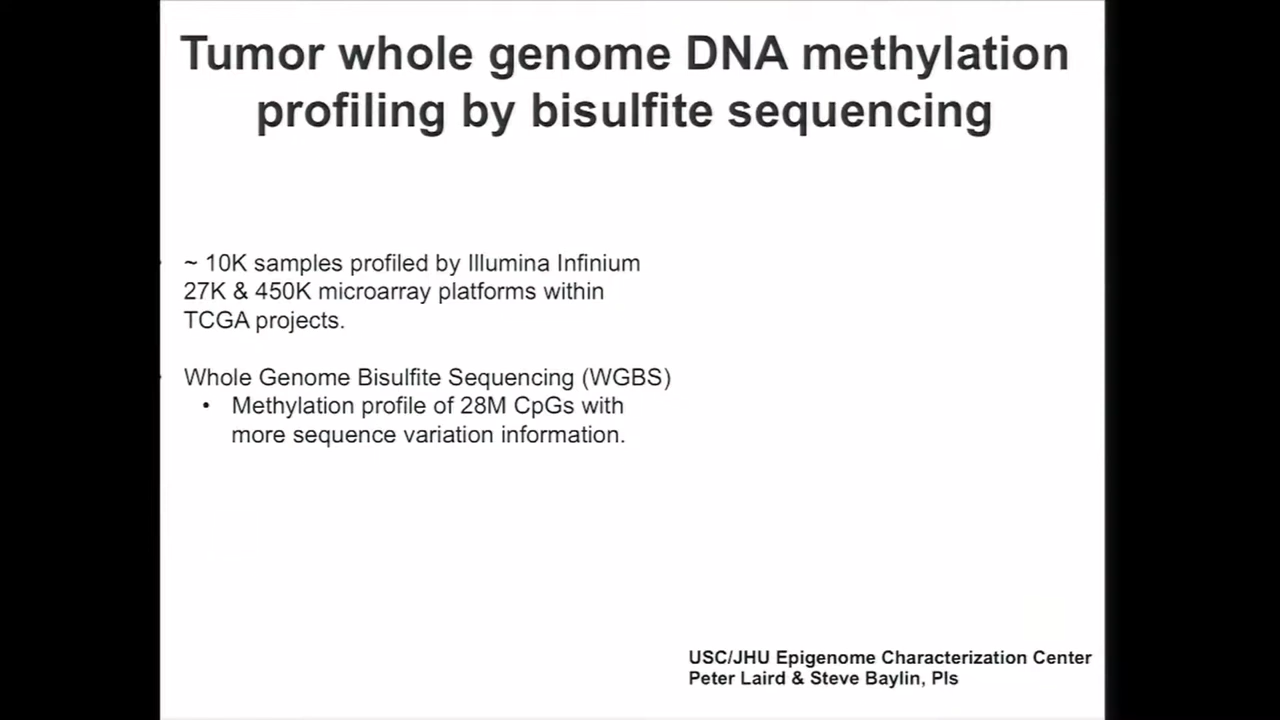 Tumor whole genome DNA methylation
profiling by bisulfite sequencing
~ 10K samples profiled by Illumina Infinium
27K & 450K microarray platforms within
TCGA projects.
Whole Genome Bisulfite Sequencing (WGBS)
• Methylation profile of 28M CpGs with
more sequence variation information.
USC/JHU Epigenome Characterization Center
Peter Laird & Steve Baylin, PIs